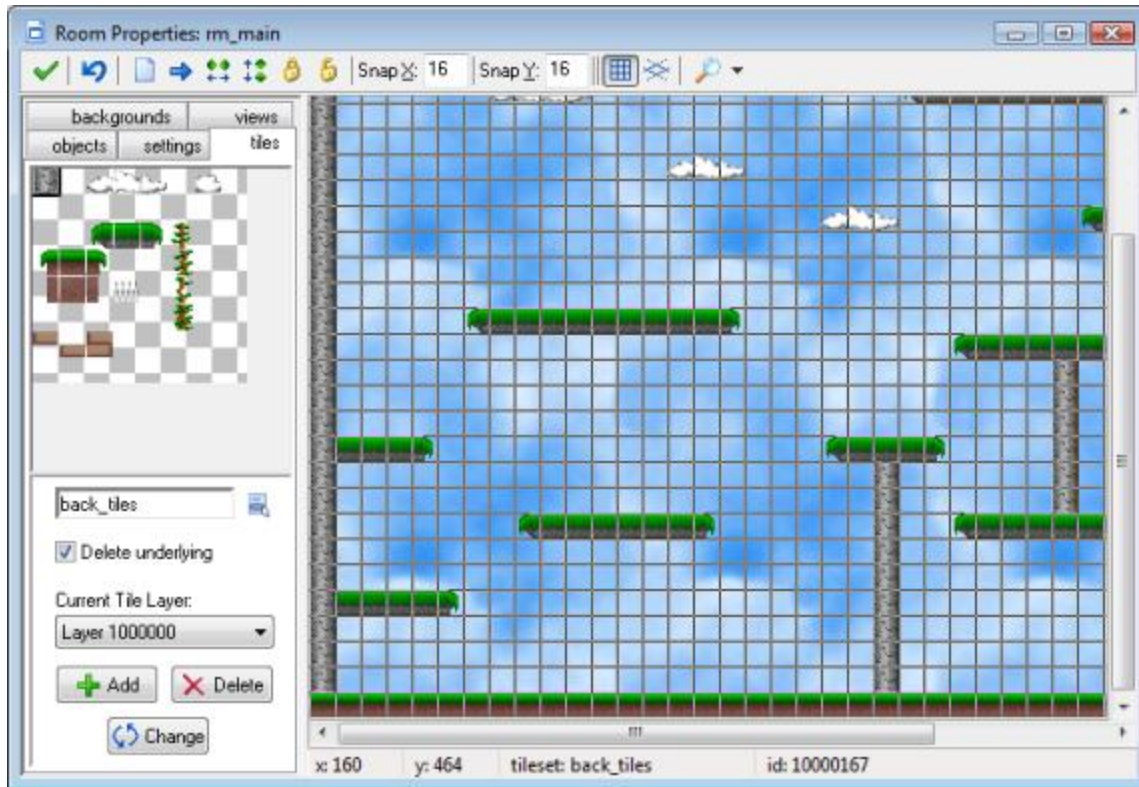 Room Properties: rm_main
Snap X: 16 Snap Y: 16
backgrounds views
objects settings tiles
back_tiles
Delete underlying
Current Tile Layer:
Layer 1000000
Add Delete
Change
x: 160 y: 464 tileset: back_tiles id: 10000167